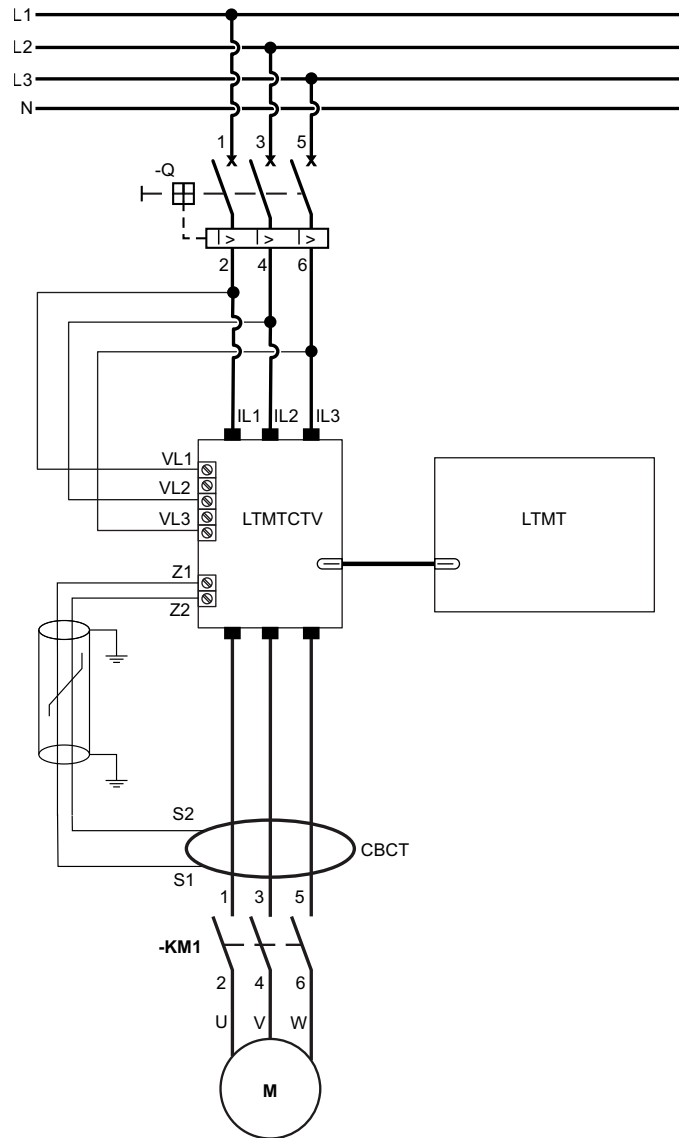 L1
L2
L3
N
1 3 5
-Q
I> I> I>
2 4 6
IL1 IL2 IL3
VL1
VL2
VL3
LTMTCTV
LTMT
Z1
Z2
S2
CBCT
S1
1 3 5
-KM1
2 4 6
U V W
M